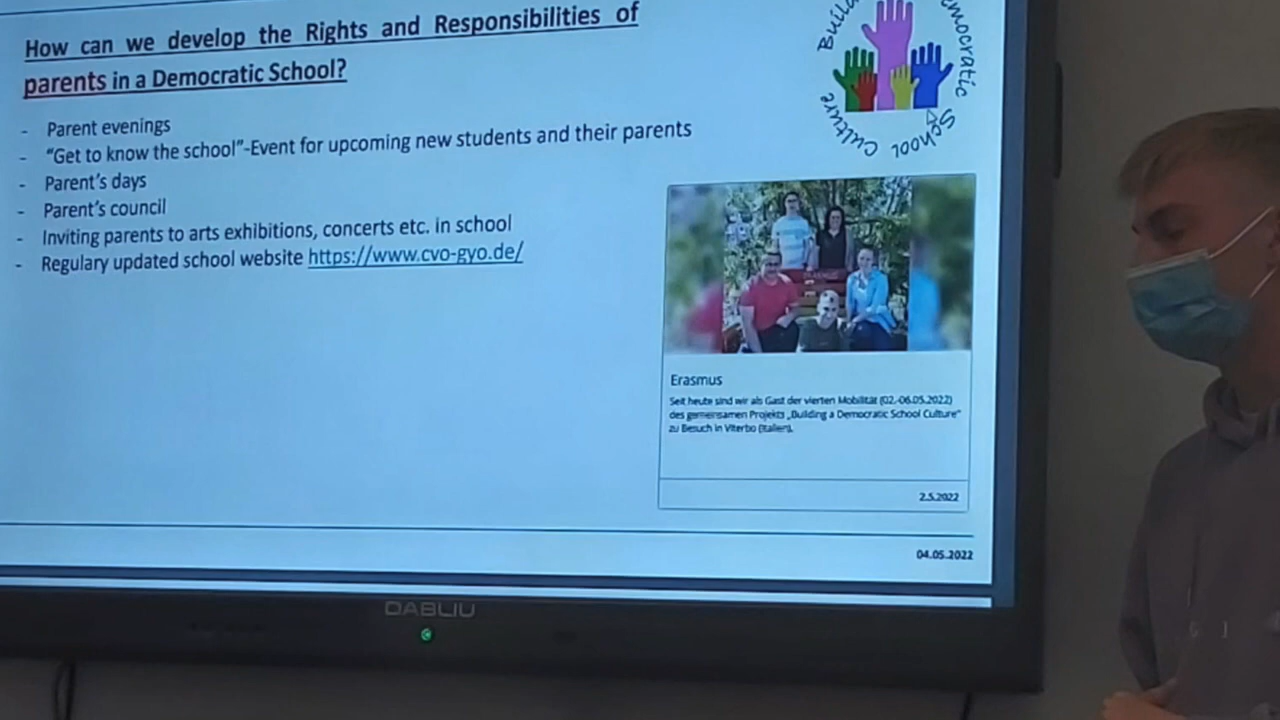 How can we develop the Rights and Responsibilities of
parents in a Democratic School?
- Parent evenings
- “Get to know the school”-Event for upcoming new students and their parents
- Parent’s days
- Parent’s council
- Inviting parents to arts exhibitions, concerts etc. in school
- Regulary updated school website https://www.cvo-gyo.de/
Build
emocratic
School
Culture
Erasmus
Seit heute sind wir als Gast der vierten Mobilität (02.-06.05.2022)
des gemeinsamen Projekts „Building a Democratic School Culture“
zu Besuch in Viterbo (Italien).
2.5.2022
04.05.2022
DABLIU